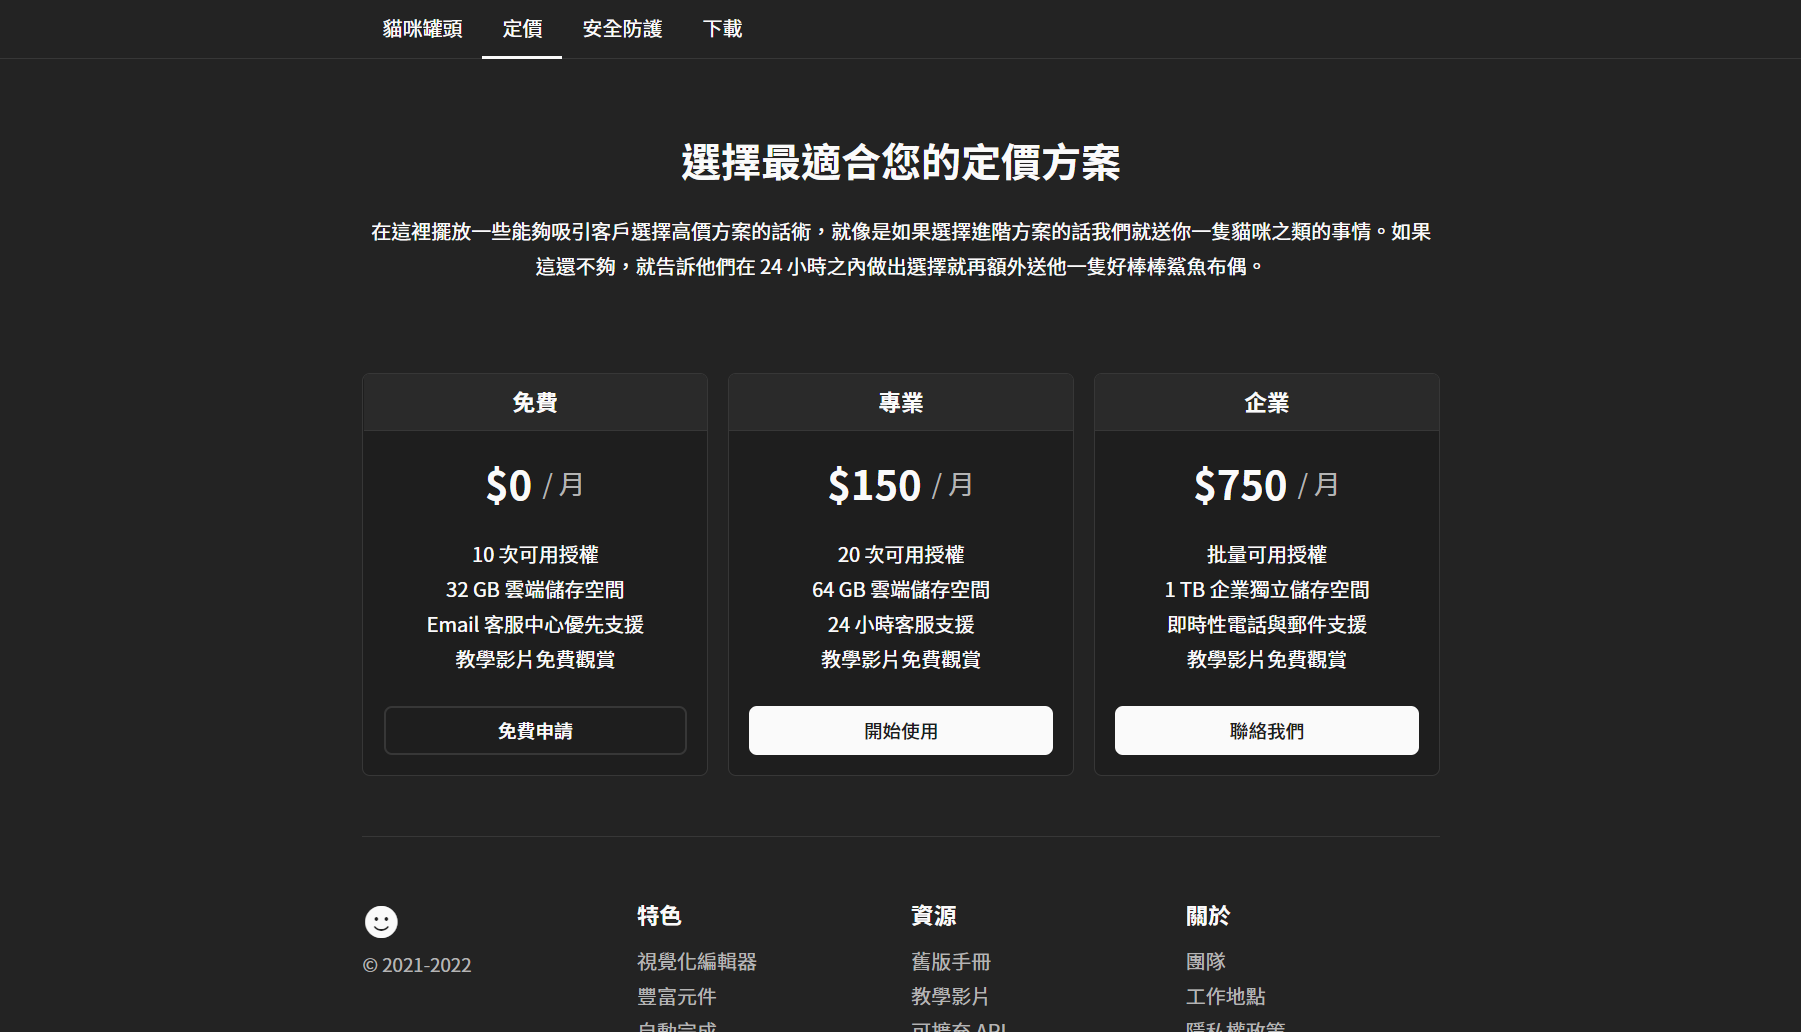 貓咪罐頭 定價 安全防護 下載
選擇最適合您的定價方案
在這裡擺放一些能夠吸引客戶選擇高價方案的話術，就像是如果選擇進階方案的話我們就送你一隻貓咪之類的事情。如果
這還不夠，就告訴他們在 24 小時之內做出選擇就再額外送他一隻好棒棒鯊魚布偶。
免費
$0 / 月
10 次可用授權
32 GB 雲端儲存空間
Email 客服中心優先支援
教學影片免費觀賞
免費申請
專業
$150 / 月
20 次可用授權
64 GB 雲端儲存空間
24 小時客服支援
教學影片免費觀賞
開始使用
企業
$750 / 月
批量可用授權
1 TB 企業獨立儲存空間
即時性電話與郵件支援
教學影片免費觀賞
聯絡我們
© 2021-2022
特色
視覺化編輯器
豐富元件
自動完成
資源
舊版手冊
教學影片
可擴充 API
關於
團隊
工作地點
隱私權政策